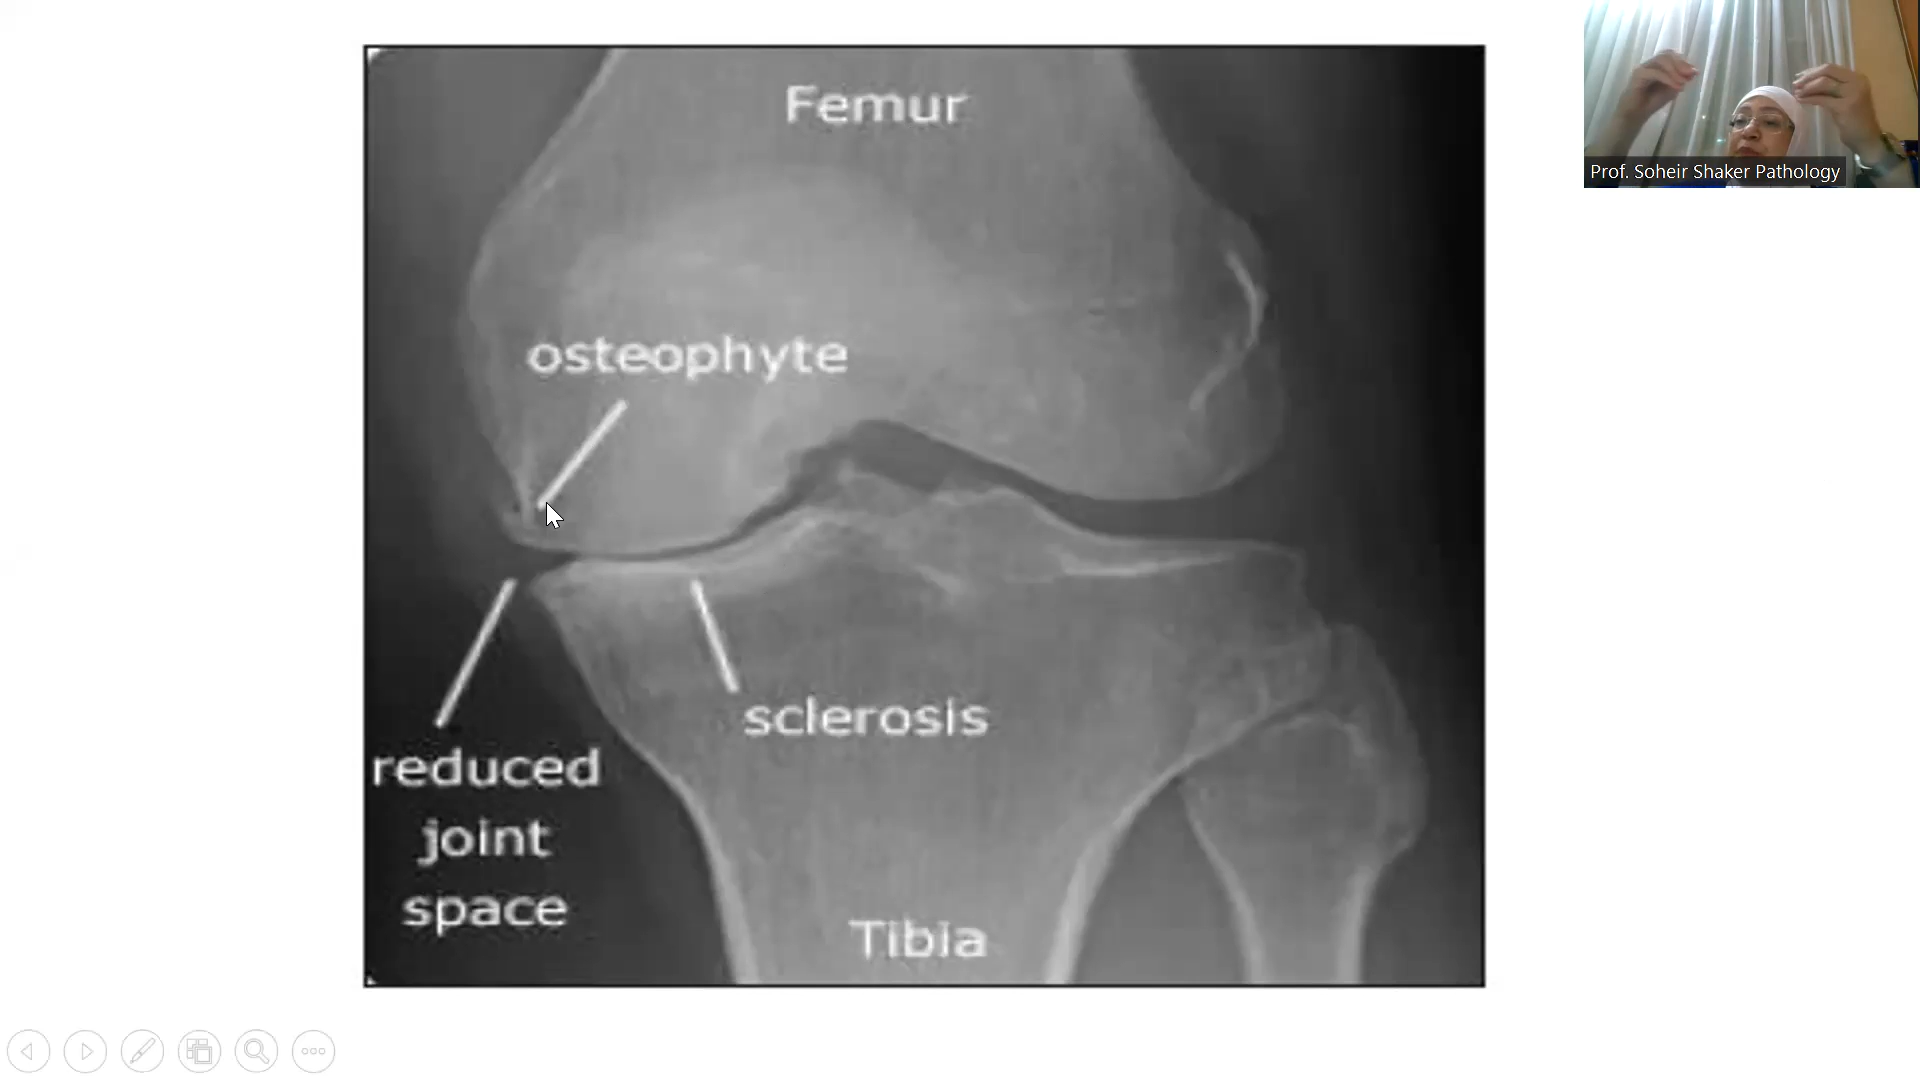 Femur
osteophyte
sclerosis
reduced
joint
space
Tibia
Prof. Soheir Shaker Pathology